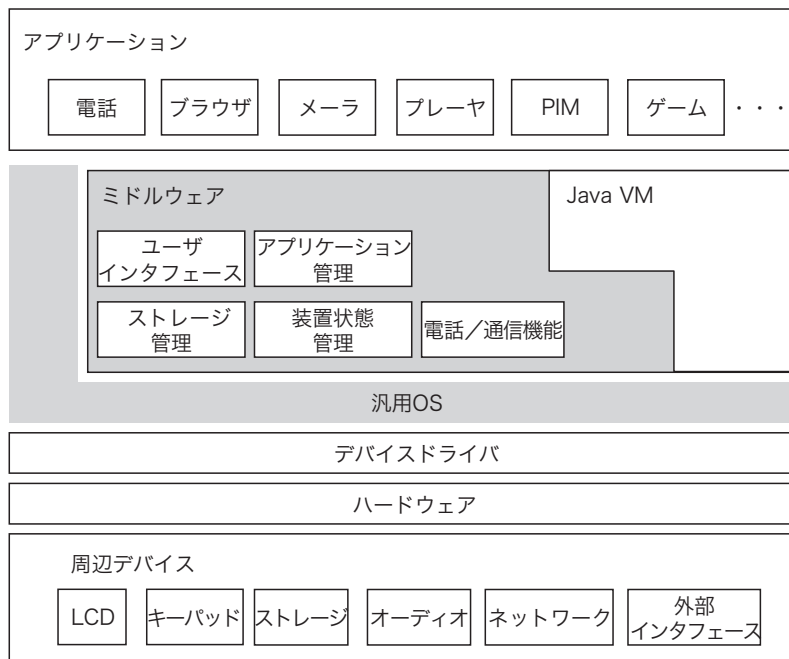 アプリケーション
電話 ブラウザ メーラ プレーヤ PIM ゲーム ・・・
ミドルウェア
Java VM
ユーザ
インタフェース
アプリケーション
管理
ストレージ
管理
装置状態
管理
電話／通信機能
汎用OS
デバイスドライバ
ハードウェア
周辺デバイス
LCD キーパッド ストレージ オーディオ ネットワーク
外部
インタフェース